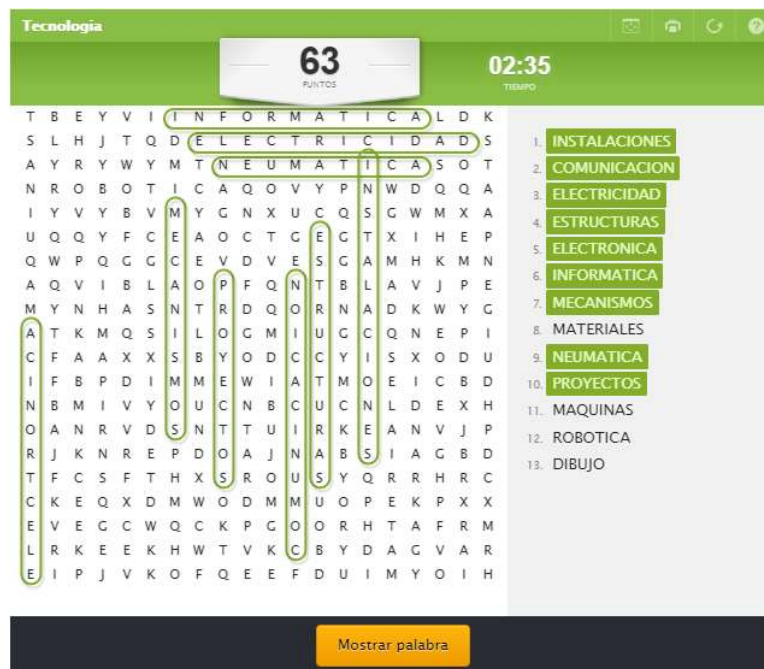 Tecnologia
63
PUNTOS
02:35
TIEMPO
T B E Y V I I N F O R M A T I C A L D K
S L H J T Q D E L E C T R I C I D A D S
A Y R Y W Y M T N E U M A T I C A S O T
N R O B O T I C A Q O V Y P N W D Q Q A
I Y V Y B V M Y G N X U C Q S G W M X A
U Q Q Y F C E A O C T G E G T X I H E P
Q W P Q G G C E V D V E S G A M H K M N
A Q V I B L A O P F Q N T B L A V J P E
M Y N H A S N T R D Q O R N A D K W Y G
A T K M Q S I L O G M I U G C Q N E P I
C F A A X X S B Y O D C C Y I S X O D U
I F B P D I M M E W I A T M O E I C B D
N B M I V Y O U C N B C U C N L D E X H
O A N R V D S N T T U I R K E A N V J P
R J K N R E P D O A J N A B S I A G B D
T F C S F T H X S R O U S Y Q R R H R C
C K E Q X D M W O D M M U O P E K P X X
E V E G C W Q C K P G O O R H T A F R M
L R K E E K H W T V K C B Y D A G V A R
E I P J V K O F Q E E F D U I M Y O I H
1. INSTALACIONES
2. COMUNICACION
3. ELECTRICIDAD
4. ESTRUCTURAS
5. ELECTRONICA
6. INFORMATICA
7. MECANISMOS
8. MATERIALES
9. NEUMATICA
10. PROYECTOS
11. MAQUINAS
12. ROBOTICA
13. DIBUJO
Mostrar palabra